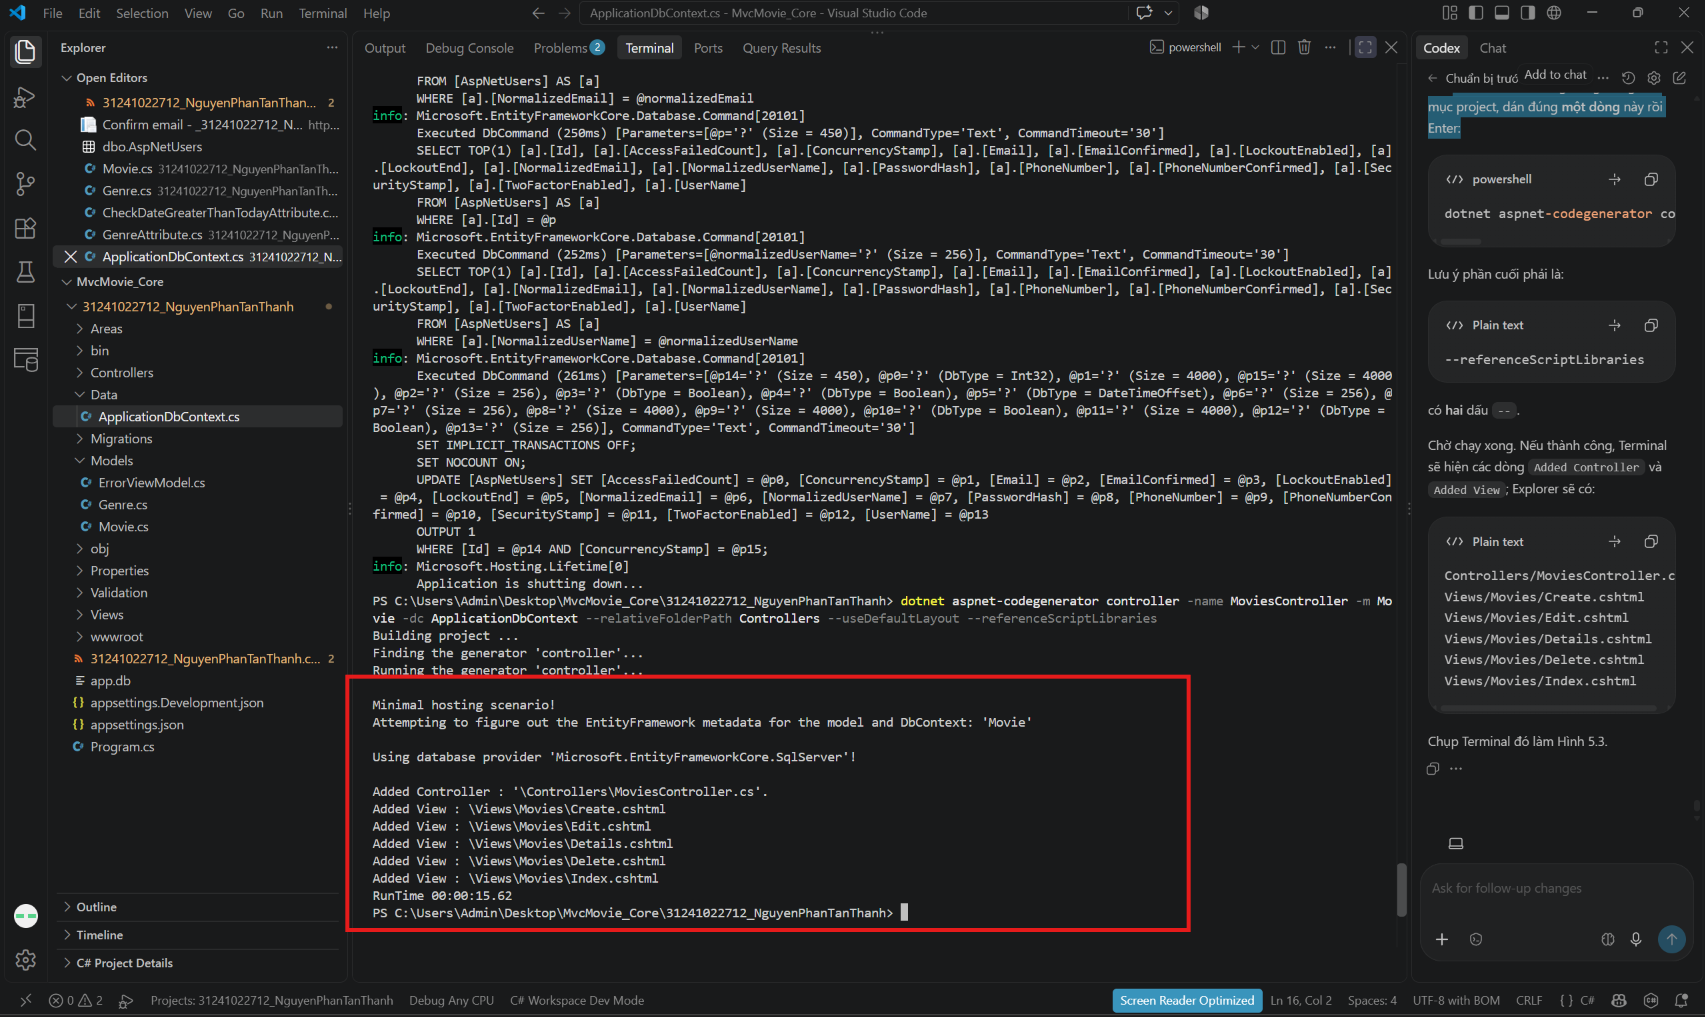 File Edit Selection View Go Run Terminal Help
ApplicationDbContext.cs - MvcMovie_Core - Visual Studio Code
Explorer
Open Editors
31241022712_NguyenPhanTanThan... 2
Confirm email - _31241022712_N... http...
dbo.AspNetUsers
Movie.cs 31241022712_NguyenPhanTanTh...
Genre.cs 31241022712_NguyenPhanTanTh...
CheckDateGreaterThanTodayAttribute.c...
GenreAttribute.cs 31241022712_NguyenP...
ApplicationDbContext.cs 31241022712_N...
MvcMovie_Core
31241022712_NguyenPhanTanThanh
Areas
bin
Controllers
Data
ApplicationDbContext.cs
Migrations
Models
ErrorViewModel.cs
Genre.cs
Movie.cs
obj
Properties
Validation
Views
wwwroot
31241022712_NguyenPhanTanThanh.c... 2
app.db
appsettings.Development.json
appsettings.json
Program.cs
Outline
Timeline
C# Project Details
Output Debug Console Problems 2 Terminal Ports Query Results
powershell
FROM [AspNetUsers] AS [a]
WHERE [a].[NormalizedEmail] = @normalizedEmail
info: Microsoft.EntityFrameworkCore.Database.Command[20101]
Executed DbCommand (250ms) [Parameters=[@p='?' (Size = 450)], CommandType='Text', CommandTimeout='30']
SELECT TOP(1) [a].[Id], [a].[AccessFailedCount], [a].[ConcurrencyStamp], [a].[Email], [a].[EmailConfirmed], [a].[LockoutEnabled], [a]
.[LockoutEnd], [a].[NormalizedEmail], [a].[NormalizedUserName], [a].[PasswordHash], [a].[PhoneNumber], [a].[PhoneNumberConfirmed], [a].[Sec
urityStamp], [a].[TwoFactorEnabled], [a].[UserName]
FROM [AspNetUsers] AS [a]
WHERE [a].[Id] = @p
info: Microsoft.EntityFrameworkCore.Database.Command[20101]
Executed DbCommand (252ms) [Parameters=[@normalizedUserName='?' (Size = 256)], CommandType='Text', CommandTimeout='30']
SELECT TOP(1) [a].[Id], [a].[AccessFailedCount], [a].[ConcurrencyStamp], [a].[Email], [a].[EmailConfirmed], [a].[LockoutEnabled], [a]
.[LockoutEnd], [a].[NormalizedEmail], [a].[NormalizedUserName], [a].[PasswordHash], [a].[PhoneNumber], [a].[PhoneNumberConfirmed], [a].[Sec
urityStamp], [a].[TwoFactorEnabled], [a].[UserName]
FROM [AspNetUsers] AS [a]
WHERE [a].[NormalizedUserName] = @normalizedUserName
info: Microsoft.EntityFrameworkCore.Database.Command[20101]
Executed DbCommand (261ms) [Parameters=[@p14='?' (Size = 450), @p0='?' (DbType = Int32), @p1='?' (Size = 4000), @p15='?' (Size = 4000
), @p2='?' (Size = 256), @p3='?' (DbType = Boolean), @p4='?' (DbType = Boolean), @p5='?' (DbType = DateTimeOffset), @p6='?' (Size = 256), @
p7='?' (Size = 256), @p8='?' (Size = 4000), @p9='?' (Size = 4000), @p10='?' (DbType = Boolean), @p11='?' (Size = 4000), @p12='?' (DbType =
Boolean), @p13='?' (Size = 256)], CommandType='Text', CommandTimeout='30']
SET IMPLICIT_TRANSACTIONS OFF;
SET NOCOUNT ON;
UPDATE [AspNetUsers] SET [AccessFailedCount] = @p0, [ConcurrencyStamp] = @p1, [Email] = @p2, [EmailConfirmed] = @p3, [LockoutEnabled]
= @p4, [LockoutEnd] = @p5, [NormalizedEmail] = @p6, [NormalizedUserName] = @p7, [PasswordHash] = @p8, [PhoneNumber] = @p9, [PhoneNumberCon
firmed] = @p10, [SecurityStamp] = @p11, [TwoFactorEnabled] = @p12, [UserName] = @p13
OUTPUT 1
WHERE [Id] = @p14 AND [ConcurrencyStamp] = @p15;
info: Microsoft.Hosting.Lifetime[0]
Application is shutting down...
PS C:\Users\Admin\Desktop\MvcMovie_Core\31241022712_NguyenPhanTanThanh> dotnet aspnet-codegenerator controller -name MoviesController -m Mo
vie -dc ApplicationDbContext --relativeFolderPath Controllers --useDefaultLayout --referenceScriptLibraries
Building project ...
Finding the generator 'controller'...
Running the generator 'controller'...
Minimal hosting scenario!
Attempting to figure out the EntityFramework metadata for the model and DbContext: 'Movie'
Using database provider 'Microsoft.EntityFrameworkCore.SqlServer'!
Added Controller : '\Controllers\MoviesController.cs'.
Added View : \Views\Movies\Create.cshtml
Added View : \Views\Movies\Edit.cshtml
Added View : \Views\Movies\Details.cshtml
Added View : \Views\Movies\Delete.cshtml
Added View : \Views\Movies\Index.cshtml
RunTime 00:00:15.62
PS C:\Users\Admin\Desktop\MvcMovie_Core\31241022712_NguyenPhanTanThanh>
Codex Chat
Chuẩn bị trướ Add to chat ...
mục project, dán đúng một dòng này rồi
Enter:
powershell
dotnet aspnet-codegenerator co
Lưu ý phần cuối phải là:
Plain text
--referenceScriptLibraries
có hai dấu --.
Chờ chạy xong. Nếu thành công, Terminal
sẽ hiện các dòng Added Controller và
Added View; Explorer sẽ có:
Plain text
Controllers/MoviesController.c
Views/Movies/Create.cshtml
Views/Movies/Edit.cshtml
Views/Movies/Details.cshtml
Views/Movies/Delete.cshtml
Views/Movies/Index.cshtml
Chụp Terminal đó làm Hình 5.3.
Ask for follow-up changes
0 2 Projects: 31241022712_NguyenPhanTanThanh Debug Any CPU C# Workspace Dev Mode Screen Reader Optimized Ln 16, Col 2 Spaces: 4 UTF-8 with BOM CRLF { } C#